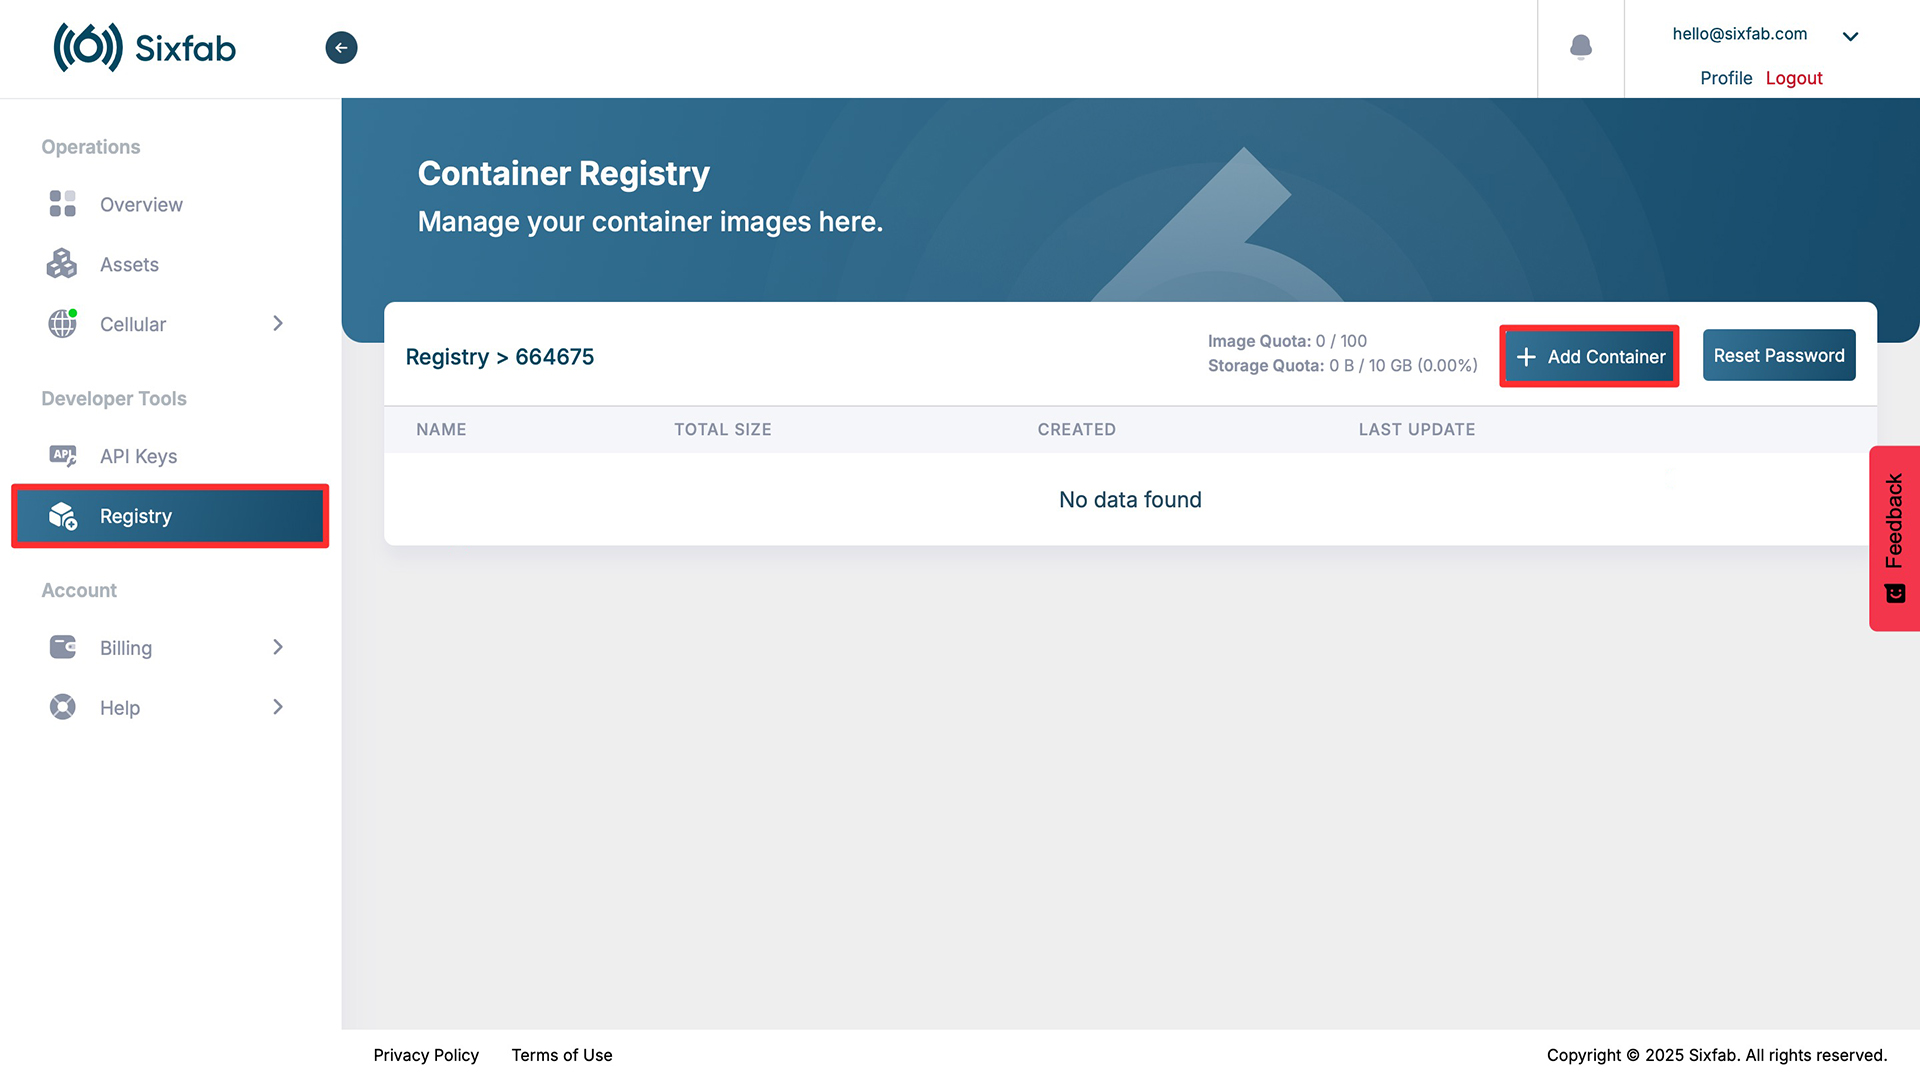 Sixfab
hello@sixfab.com
Profile Logout
Operations
Overview
Assets
Cellular
Developer Tools
API Keys
Registry
Account
Billing
Help
Container Registry
Manage your container images here.
Registry > 664675
Image Quota: 0 / 100
Storage Quota: 0 B / 10 GB (0.00%)
Add Container
Reset Password
NAME TOTAL SIZE CREATED LAST UPDATE
No data found
Feedback
Privacy Policy Terms of Use
Copyright © 2025 Sixfab. All rights reserved.